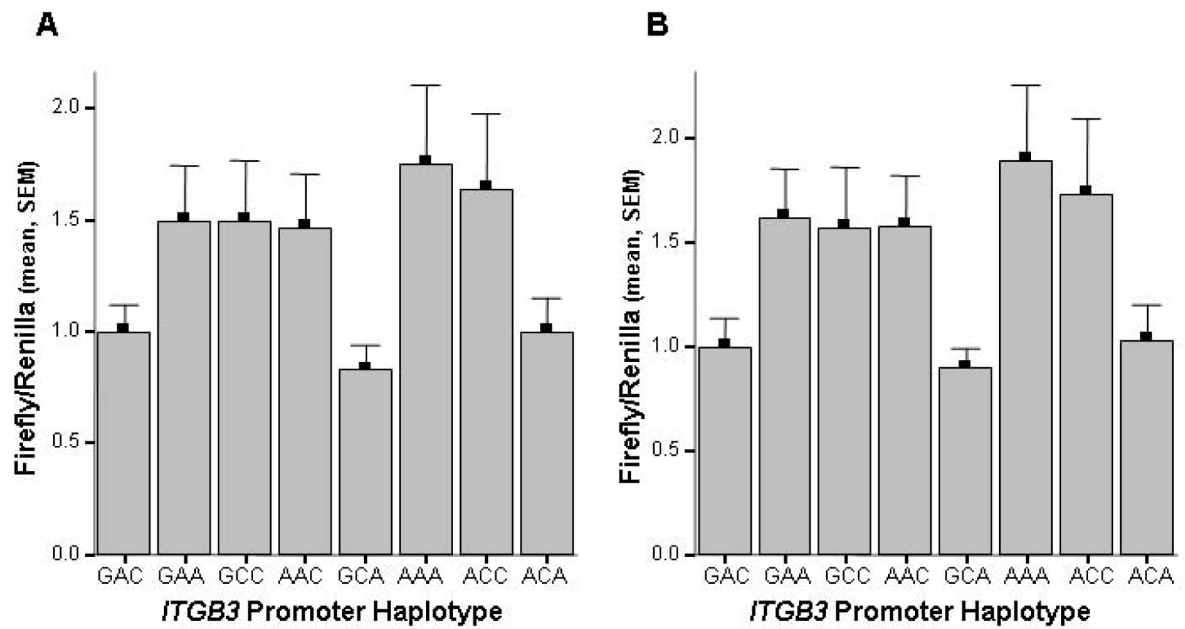 A
Firefly/Renilla (mean, SEM)
2.0
1.5
1.0
0.5
0.0
GAC GAA GCC AAC GCA AAA ACC ACA
ITGB3 Promoter Haplotype
B
Firefly/Renilla (mean, SEM)
2.0
1.5
1.0
0.5
0.0
GAC GAA GCC AAC GCA AAA ACC ACA
ITGB3 Promoter Haplotype